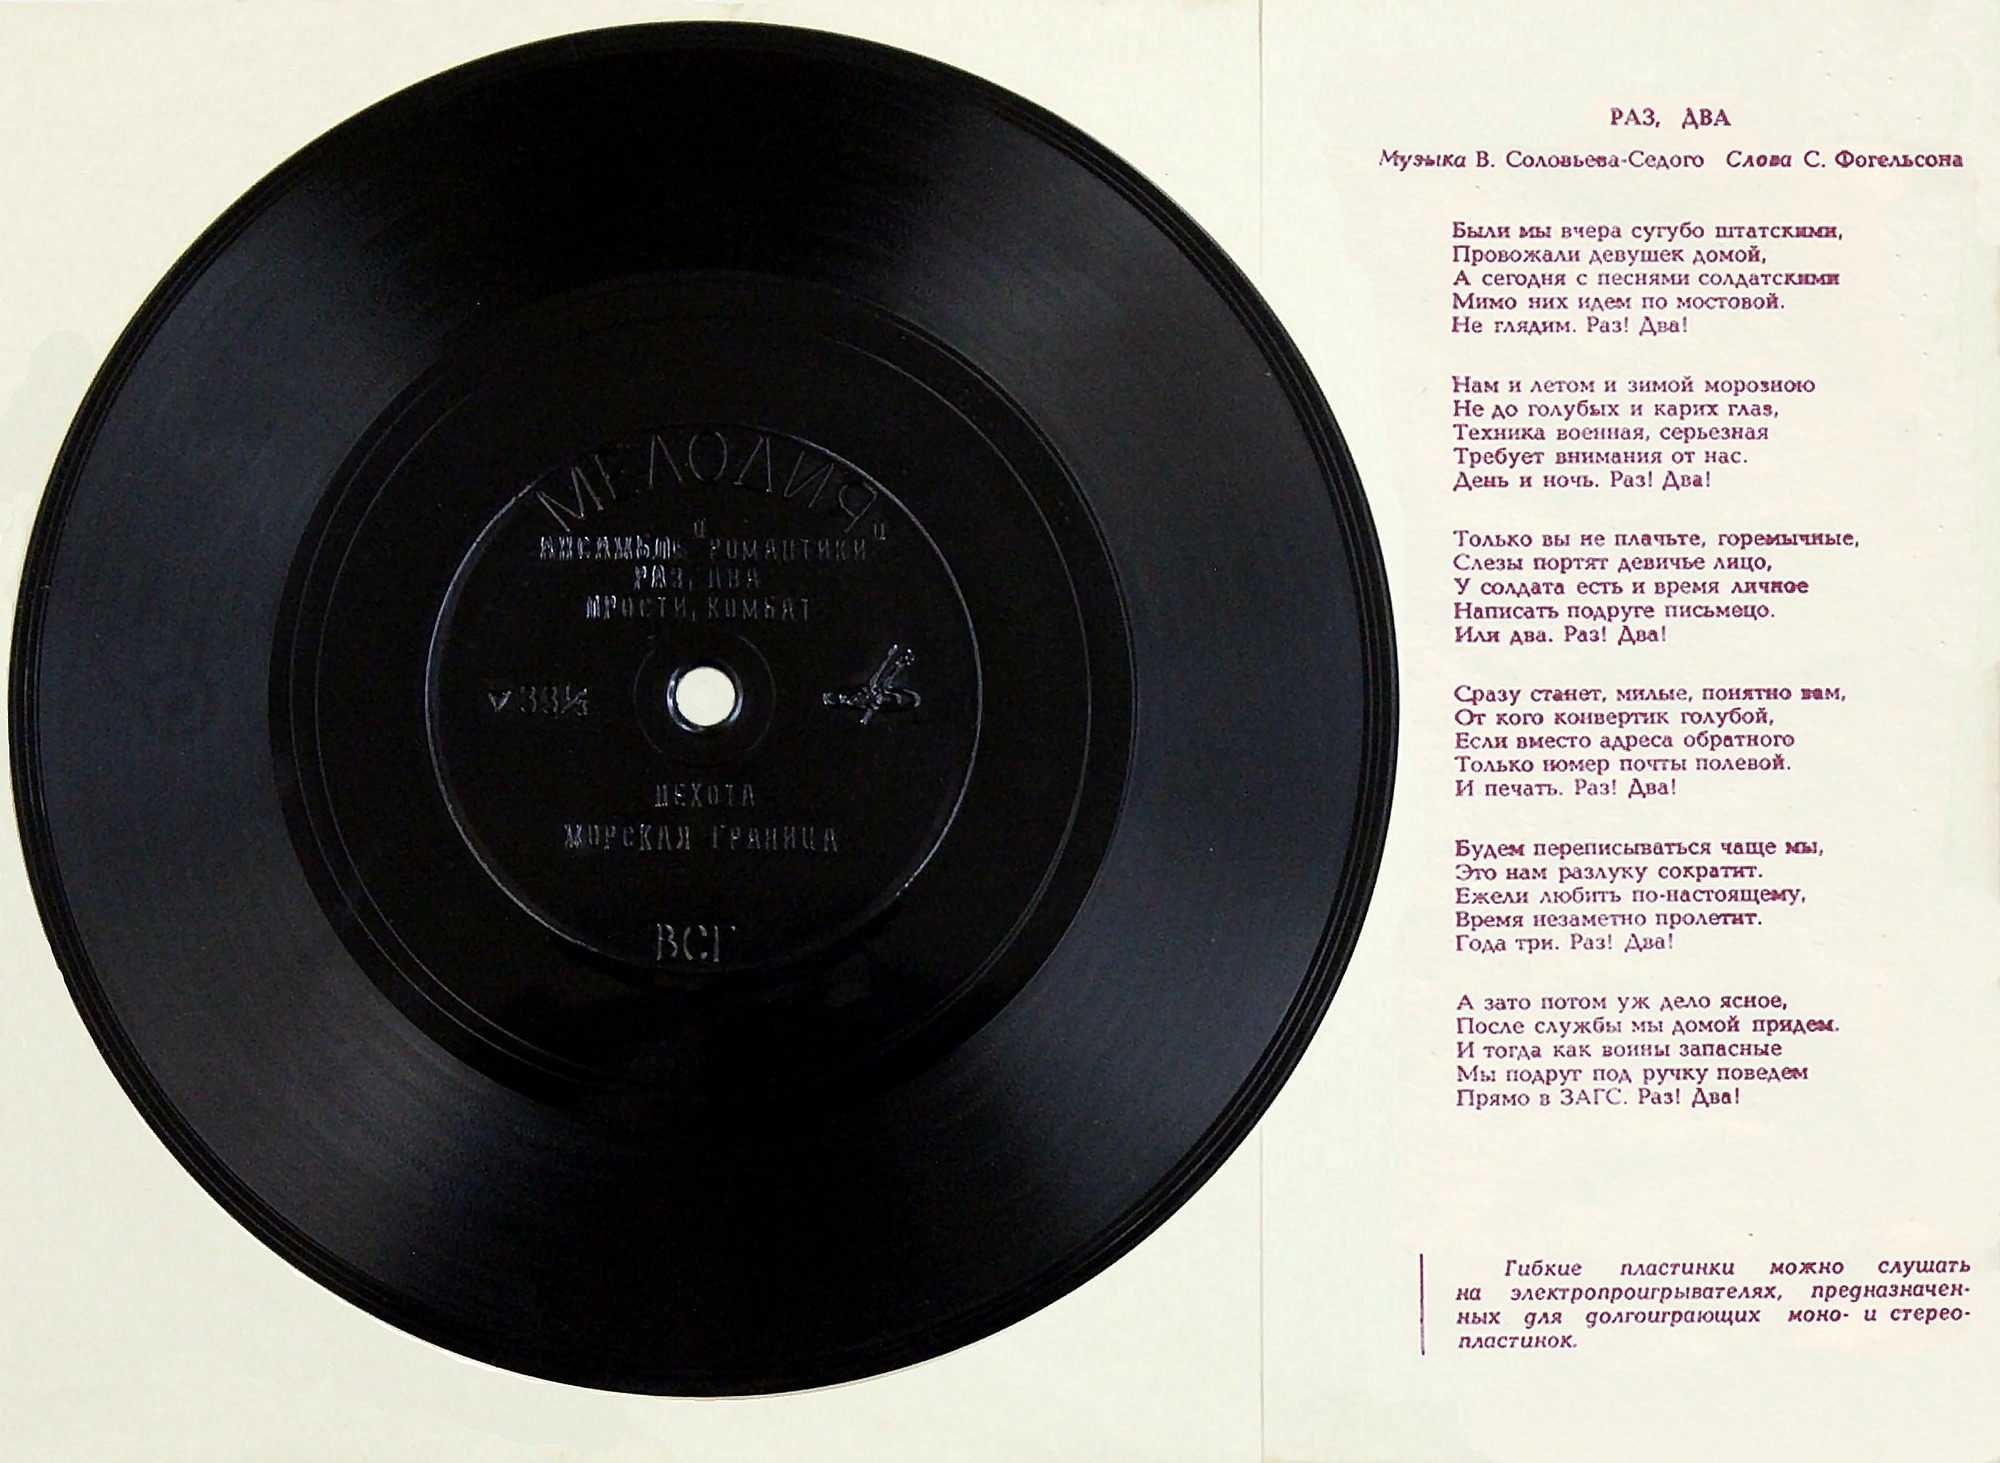 МЕЛОДИЯ
АНСАМБЛЬ "РОМАНТИКИ"
РАЗ, ДВА
ПРОСТИ, КОМБАТ
33⅓
ПЕХОТА
МОРСКАЯ ГРАНИЦА
ВСГ
РАЗ, ДВА
Музыка В. Соловьева-Седого Слова С. Фогельсона
Были мы вчера сугубо штатскими,
Провожали девушек домой,
А сегодня с песнями солдатскими
Мимо них идем по мостовой.
Не глядим. Раз! Два!
Нам и летом и зимой морозною
Не до голубых и карих глаз,
Техника военная, серьезная
Требует внимания от нас.
День и ночь. Раз! Два!
Только вы не плачьте, горемычные,
Слезы портят девичье лицо,
У солдата есть и время личное
Написать подруге письмецо.
Или два. Раз! Два!
Сразу станет, милые, понятно вам,
От кого конвертик голубой,
Если вместо адреса обратного
Только номер почты полевой.
И печать. Раз! Два!
Будем переписываться чаще мы,
Это нам разлуку сократит.
Ежели любить по-настоящему,
Время незаметно пролетит.
Года три. Раз! Два!
А зато потом уж дело ясное,
После службы мы домой придем.
И тогда как воины запасные
Мы подруг под ручку поведем
Прямо в ЗАГС. Раз! Два!
Гибкие пластинки можно слушать
на электропроигрывателях, предназначен-
ных для долгоиграющих моно- и стерео-
пластинок.